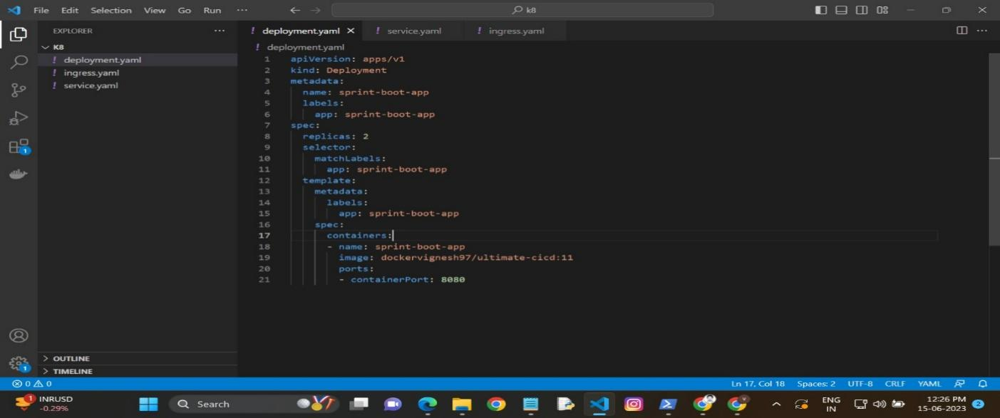 File Edit Selection View Go Run ··· k8
EXPLORER ···
K8
! deployment.yaml
! ingress.yaml
! service.yaml
OUTLINE
TIMELINE
! deployment.yaml ! service.yaml ! ingress.yaml ···
! deployment.yaml
1 apiVersion: apps/v1
2 kind: Deployment
3 metadata:
4 name: sprint-boot-app
5 labels:
6 app: sprint-boot-app
7 spec:
8 replicas: 2
9 selector:
10 matchLabels:
11 app: sprint-boot-app
12 template:
13 metadata:
14 labels:
15 app: sprint-boot-app
16 spec:
17 containers:
18 - name: sprint-boot-app
19 image: dockervignesh97/ultimate-cicd:11
20 ports:
21 - containerPort: 8080
1
1
0 0 Ln 17, Col 18 Spaces: 2 UTF-8 CRLF YAML
1 INRUSD
-0.29%
Search
ENG
IN
12:26 PM
15-06-2023
2